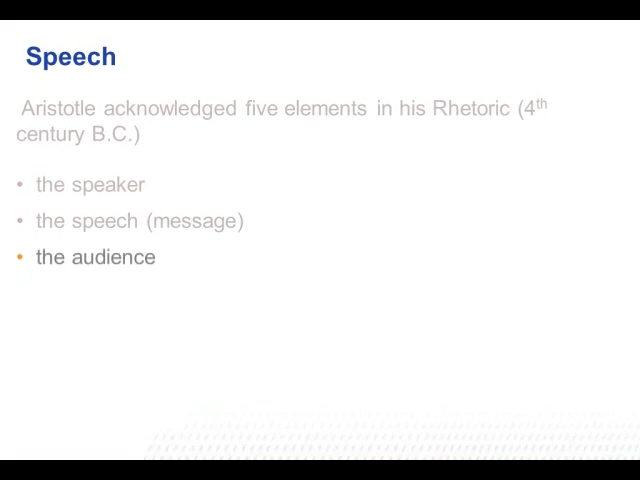 Speech
Aristotle acknowledged five elements in his Rhetoric (4th
century B.C.)
• the speaker
• the speech (message)
• the audience